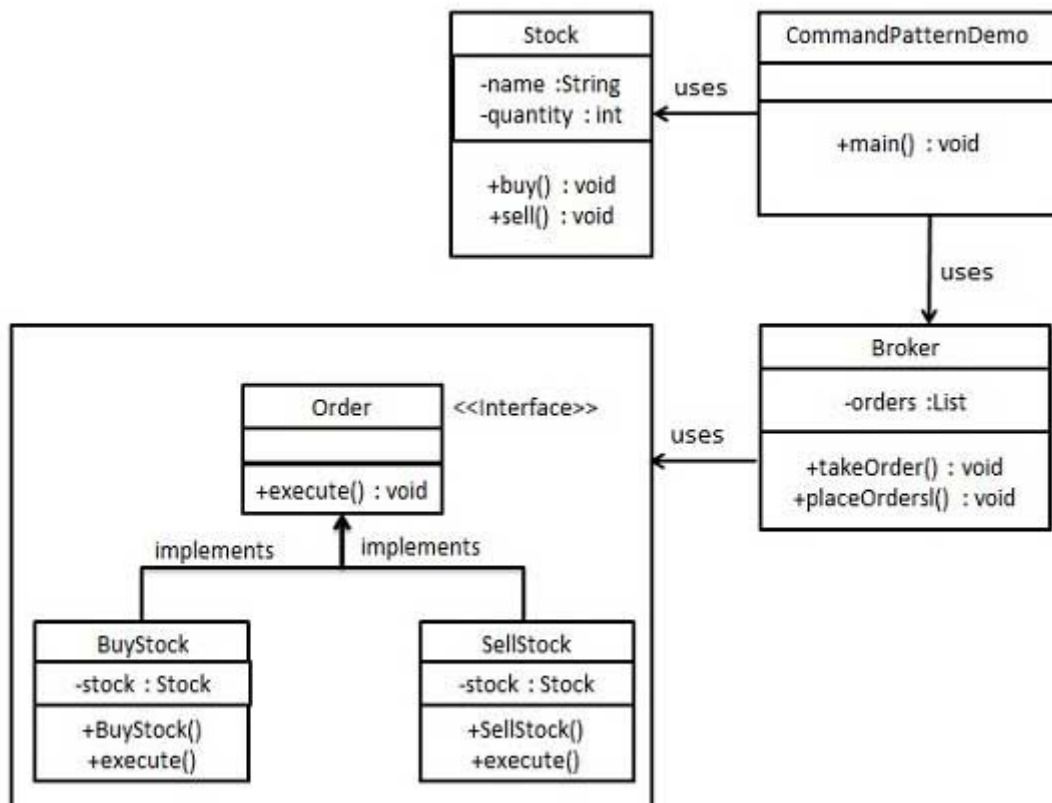 Stock
-name :String
-quantity : int
+buy() : void
+sell() : void
uses
CommandPatternDemo
+main() : void
uses
Broker
-orders :List
+takeOrder() : void
+placeOrdersl() : void
uses
Order
<<Interface>>
+execute() : void
implements
implements
BuyStock
-stock : Stock
+BuyStock()
+execute()
SellStock
-stock : Stock
+SellStock()
+execute()